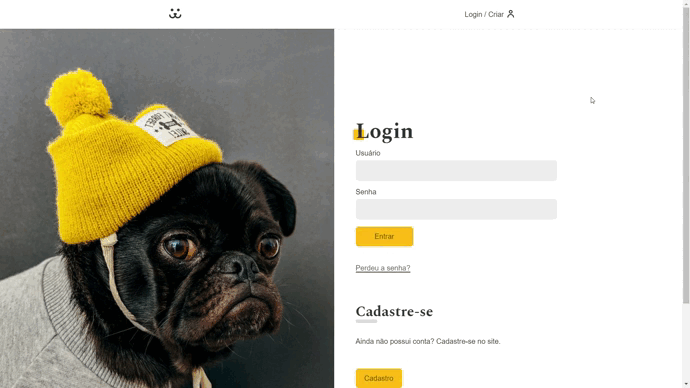 Login / Criar
Login
Usuário
Senha
Entrar
Perdeu a senha?
Cadastre-se
Ainda não possui conta? Cadastre-se no site.
Cadastro